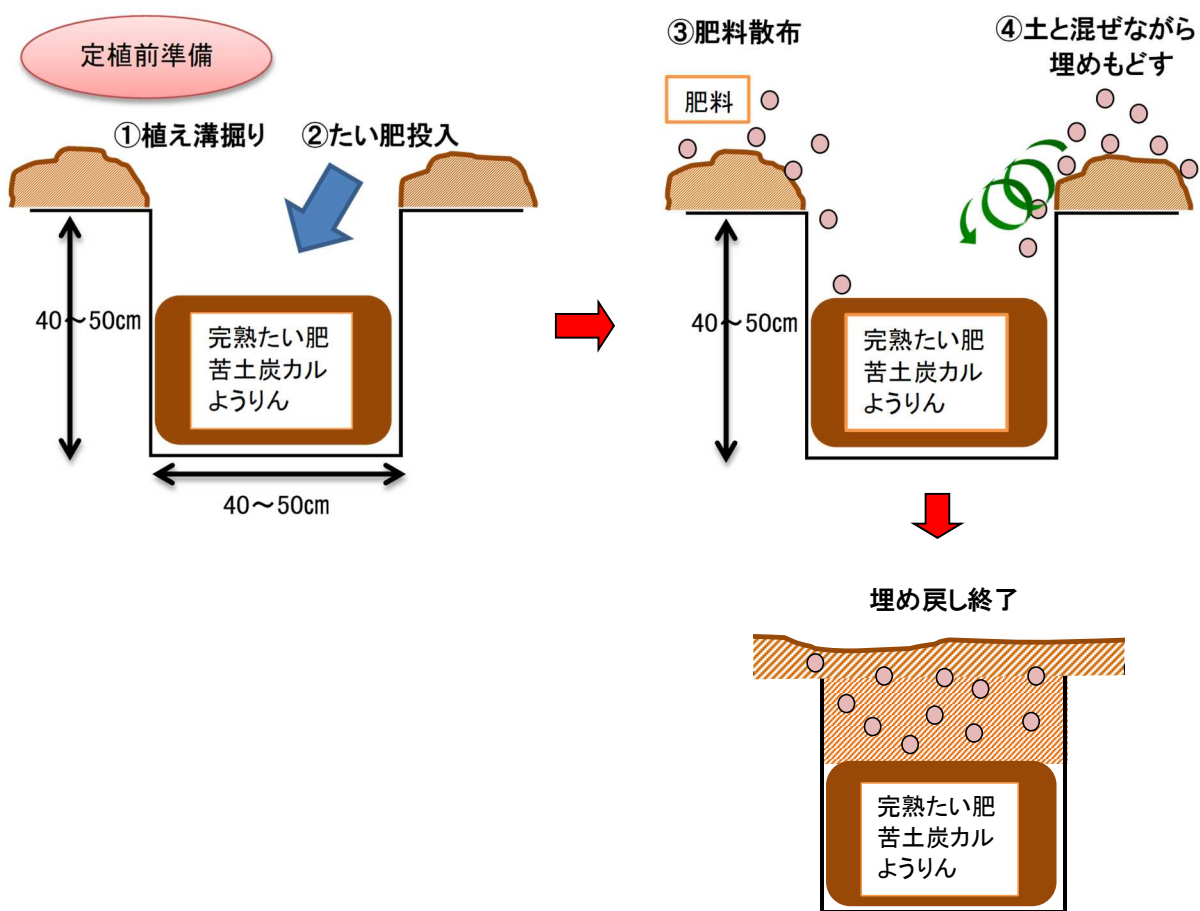 定植前準備
①植え溝掘り
②たい肥投入
40～50cm
完熟たい肥
苦土炭カル
ようりん
40～50㎝
③肥料散布
肥料
④土と混ぜながら
埋めもどす
40～50cm
完熟たい肥
苦土炭カル
ようりん
埋め戻し終了
完熟たい肥
苦土炭カル
ようりん